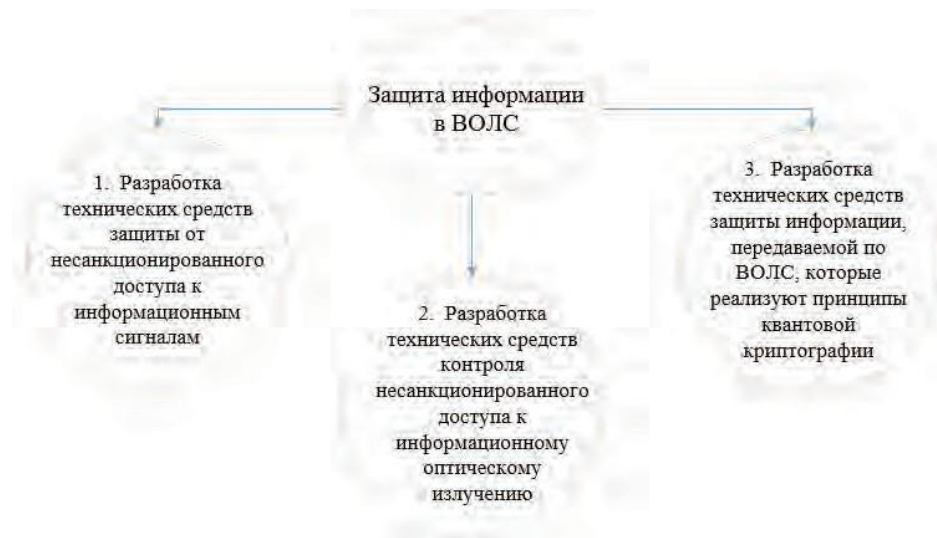 Защита информации
в ВОЛС
1. Разработка
технических средств
защиты от
несанкционированного
доступа к
информационным
сигналам
2. Разработка
технических средств
контроля
несанкционированного
доступа к
информационному
оптическому
излучению
3. Разработка
технических средств
защиты информации,
передаваемой по
ВОЛС, которые
реализуют принципы
квантовой
криптографии